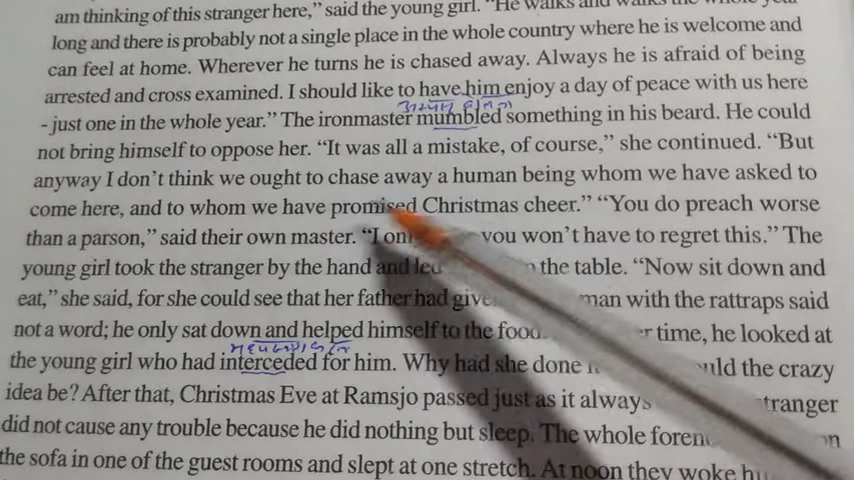 am thinking of this stranger here," said the young girl. "He walks and walks the whole year
long and there is probably not a single place in the whole country where he is welcome and
can feel at home. Wherever he turns he is chased away. Always he is afraid of being
arrested and cross examined. I should like to have him enjoy a day of peace with us here
- just one in the whole year." The ironmaster mumbled something in his beard. He could
not bring himself to oppose her. "It was all a mistake, of course," she continued. "But
anyway I don't think we ought to chase away a human being whom we have asked to
come here, and to whom we have promised Christmas cheer." "You do preach worse
than a parson," said their own master. "I only you won't have to regret this." The
young girl took the stranger by the hand and led the table. "Now sit down and
eat," she said, for she could see that her father had given man with the rattraps said
not a word; he only sat down and helped himself to the food. time, he looked at
the young girl who had interceded for him. Why had she done the crazy
idea be? After that, Christmas Eve at Ramsjo passed just as it always stranger
did not cause any trouble because he did nothing but sleep. The whole on
the sofa in one of the guest rooms and slept at one stretch. At noon they woke